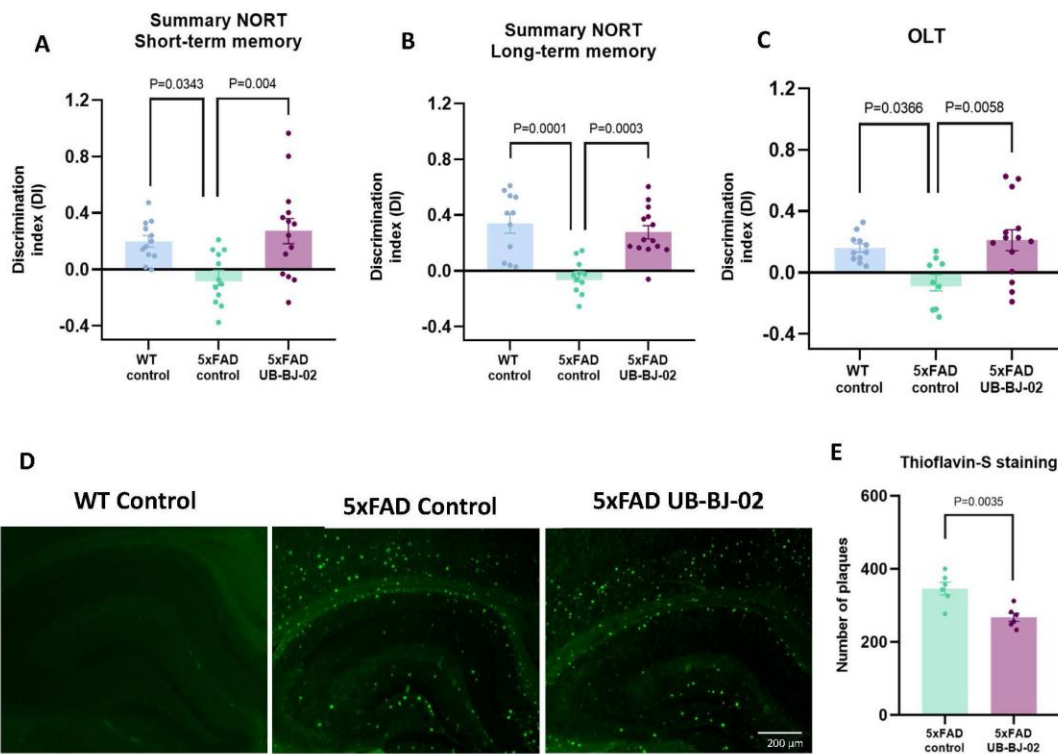 A
Summary NORT
Short-term memory
P=0.0343
P=0.004
Discrimination
index (DI)
1.2
0.8
0.4
0.0
-0.4
WT
control
5xFAD
control
5xFAD
UB-BJ-02
B
Summary NORT
Long-term memory
P=0.0001
P=0.0003
Discrimination
index (DI)
1.2
0.8
0.4
0.0
-0.4
WT
control
5xFAD
control
5xFAD
UB-BJ-02
C
OLT
P=0.0366
P=0.0058
Discrimination
index (DI)
1.2
0.8
0.4
0.0
-0.4
WT
control
5xFAD
control
5xFAD
UB-BJ-02
D
WT Control
5xFAD Control
5xFAD UB-BJ-02
200 µm
E
Thioflavin-S staining
P=0.0035
Number of plaques
600
400
200
0
5xFAD
control
5xFAD
UB-BJ-02